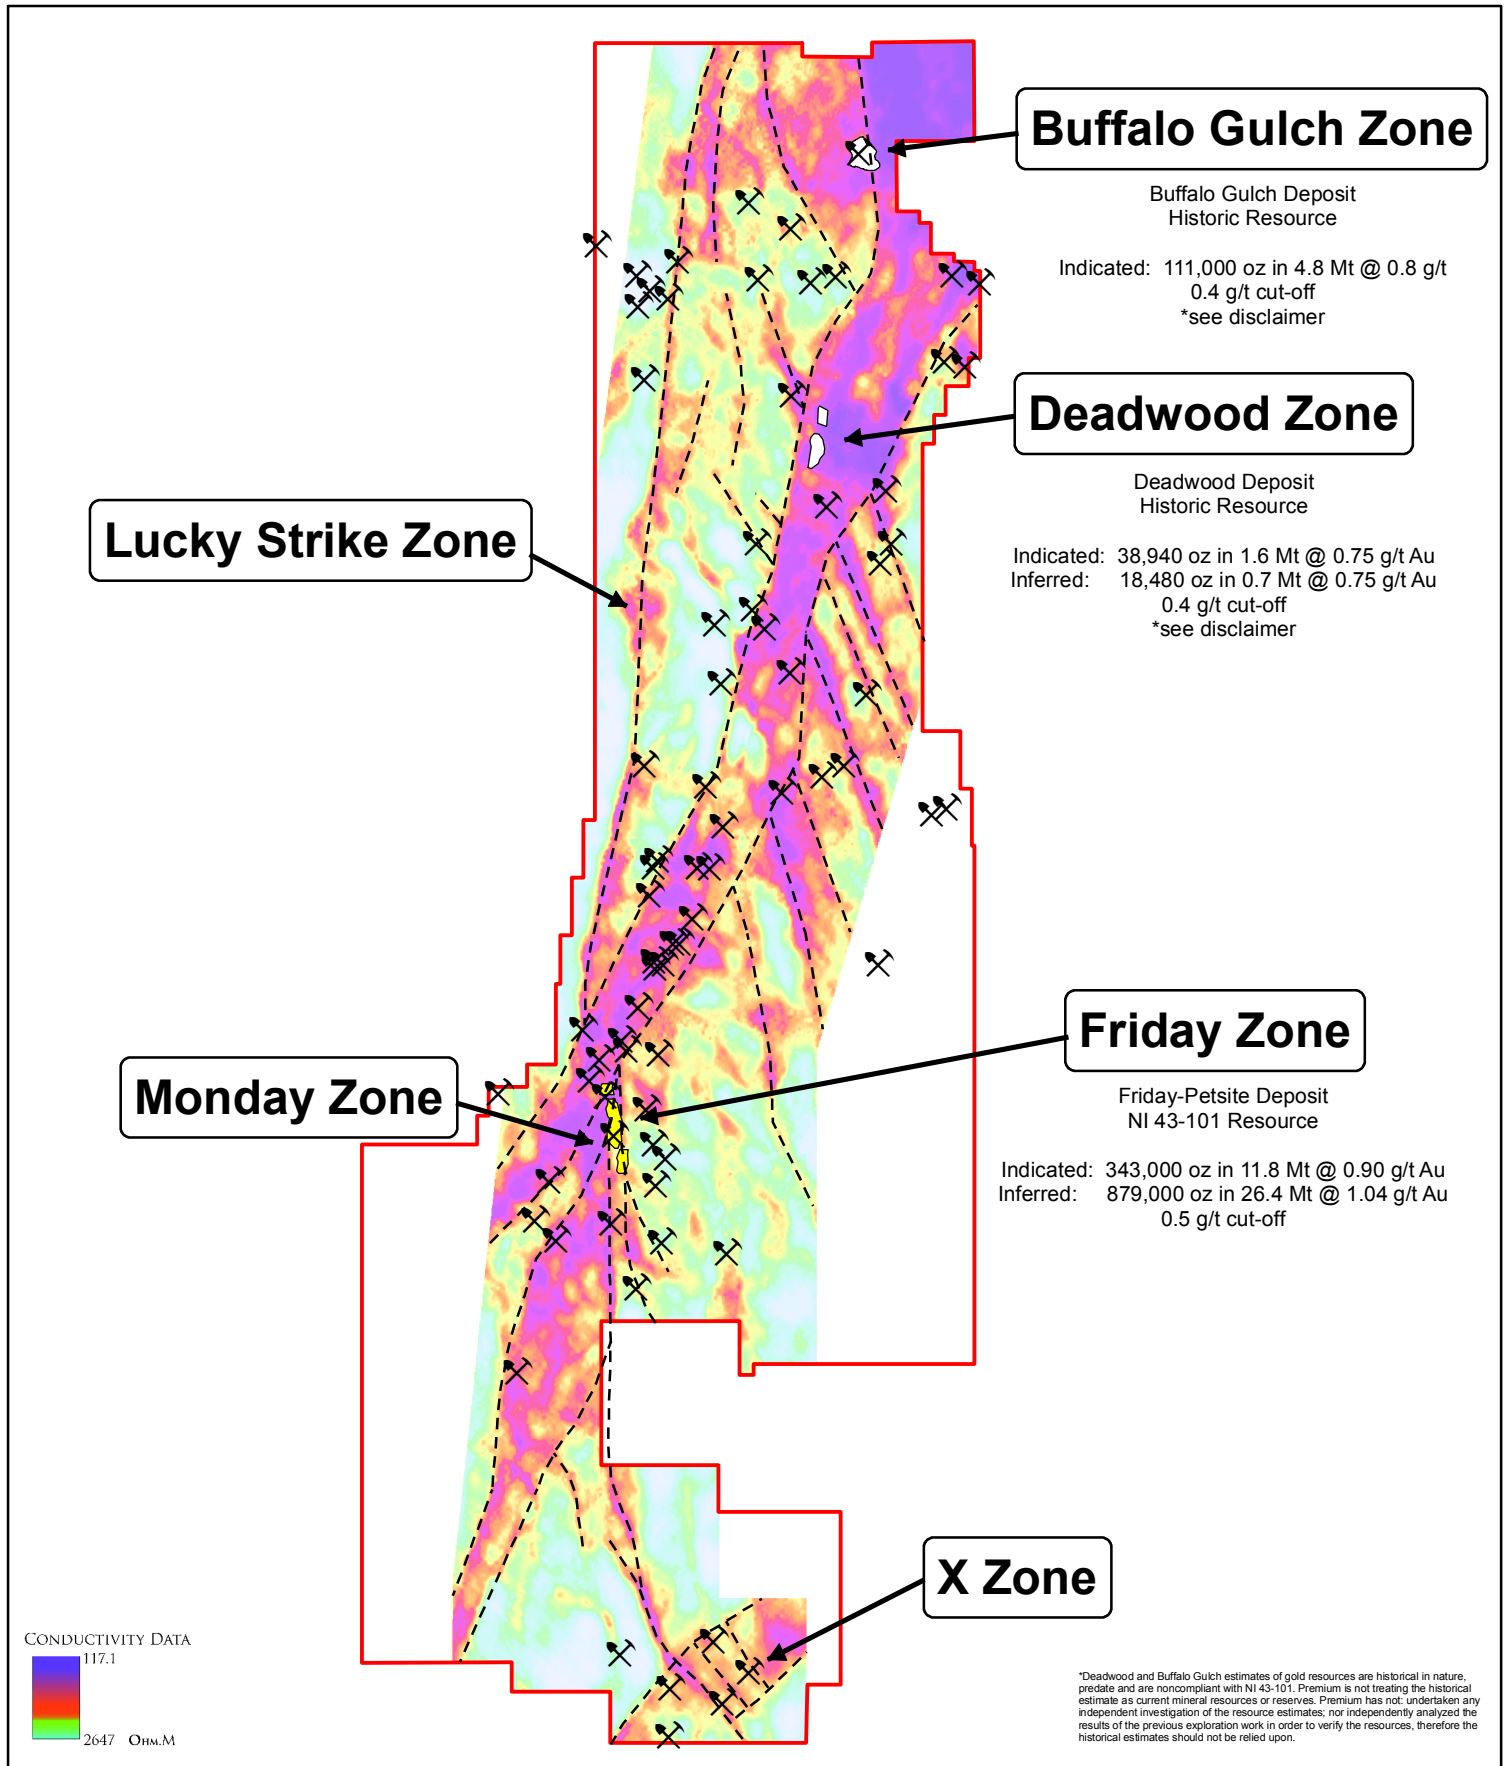 Buffalo Gulch Zone
Buffalo Gulch Deposit
Historic Resource
Indicated: 111,000 oz in 4.8 Mt @ 0.8 g/t
0.4 g/t cut-off
*see disclaimer
Deadwood Zone
Deadwood Deposit
Historic Resource
Indicated: 38,940 oz in 1.6 Mt @ 0.75 g/t Au
Inferred: 18,480 oz in 0.7 Mt @ 0.75 g/t Au
0.4 g/t cut-off
*see disclaimer
Lucky Strike Zone
Friday Zone
Friday-Petsite Deposit
NI 43-101 Resource
Indicated: 343,000 oz in 11.8 Mt @ 0.90 g/t Au
Inferred: 879,000 oz in 26.4 Mt @ 1.04 g/t Au
0.5 g/t cut-off
Monday Zone
X Zone
CONDUCTIVITY DATA
117.1
2647 OHM.M
*Deadwood and Buffalo Gulch estimates of gold resources are historical in nature,
predate and are noncompliant with NI 43-101. Premium is not treating the historical
estimate as current mineral resources or reserves. Premium has not: undertaken any
independent investigation of the resource estimates; nor independently analyzed the
results of the previous exploration work in order to verify the resources, therefore the
historical estimates should not be relied upon.